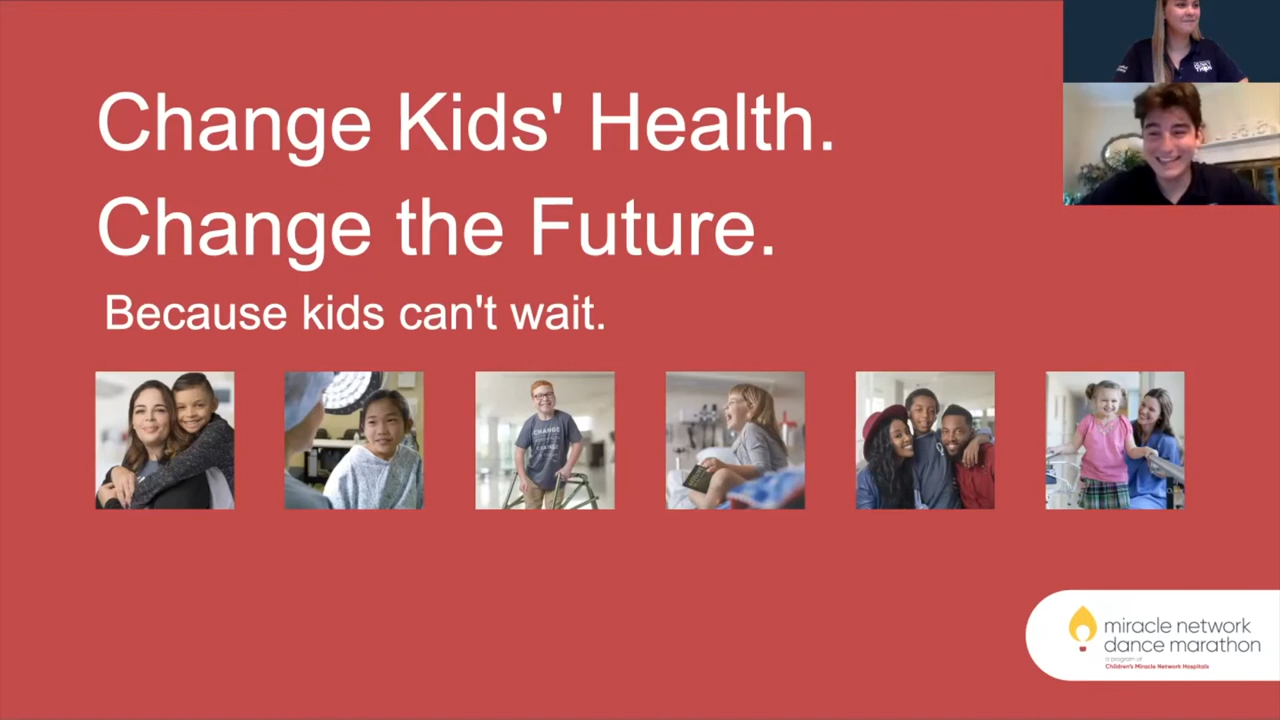 Change Kids' Health.
Change the Future.
Because kids can't wait.
CHANGE
miracle network
dance marathon
a program of
Children's Miracle Network Hospitals